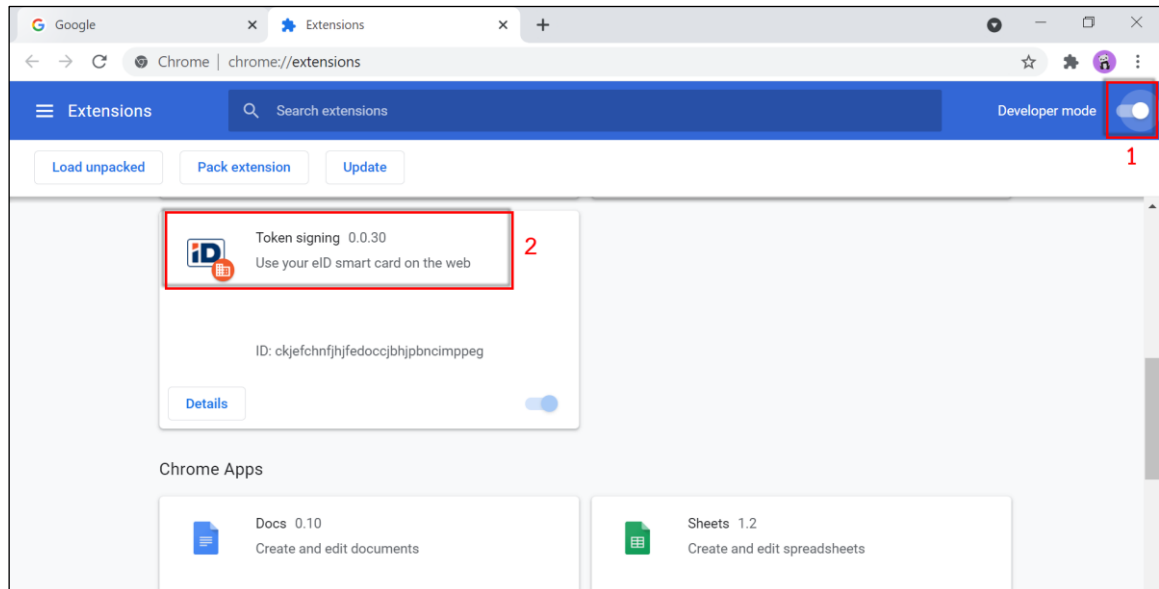 Google
Extensions
Chrome | chrome://extensions
Extensions
Search extensions
Developer mode
1
Load unpacked
Pack extension
Update
iD
Token signing 0.0.30
Use your eID smart card on the web
2
ID: ckjefchnfjhjfedoccjbhjpbncimppeg
Details
Chrome Apps
Docs 0.10
Create and edit documents
Sheets 1.2
Create and edit spreadsheets